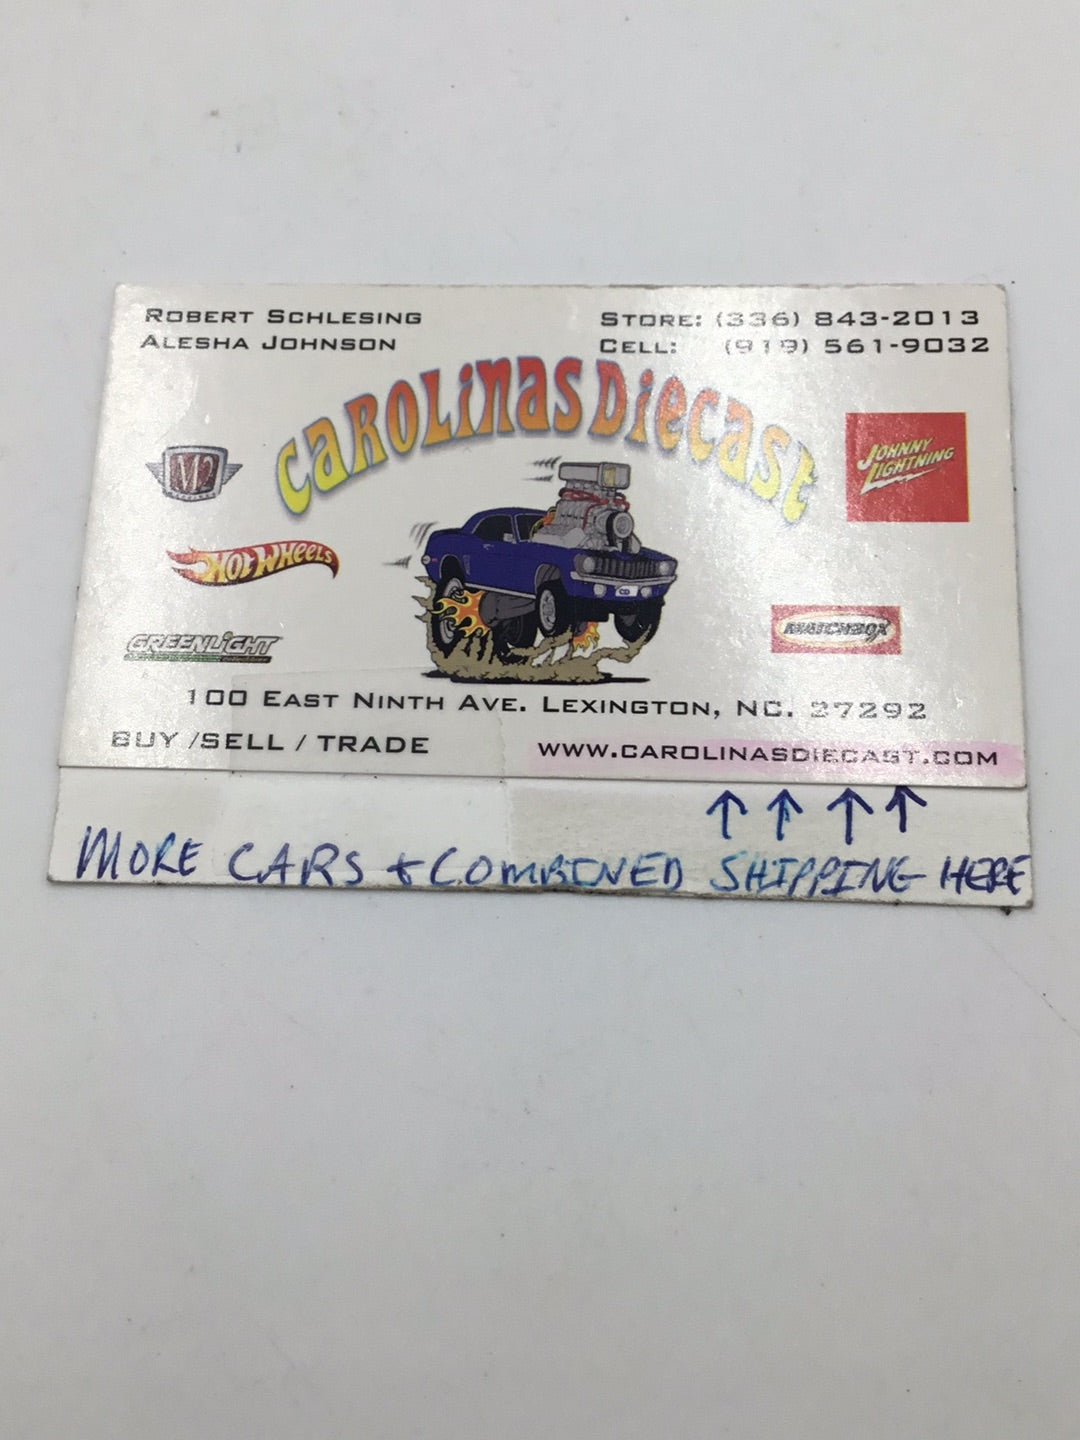 ROBERT SCHLESING
ALESHA JOHNSON
STORE: (336) 843-2013
CELL: (919) 561-9032
CAROLINAS DIECAST
M2
JOHNNY LIGHTNING
HOT WHEELS
GREENLIGHT
MATCHBOX
CD
100 EAST NINTH AVE. LEXINGTON, NC. 27292
BUY /SELL / TRADE
WWW.CAROLINASDIECAST.COM
MORE CARS + COMBINED SHIPPING HERE